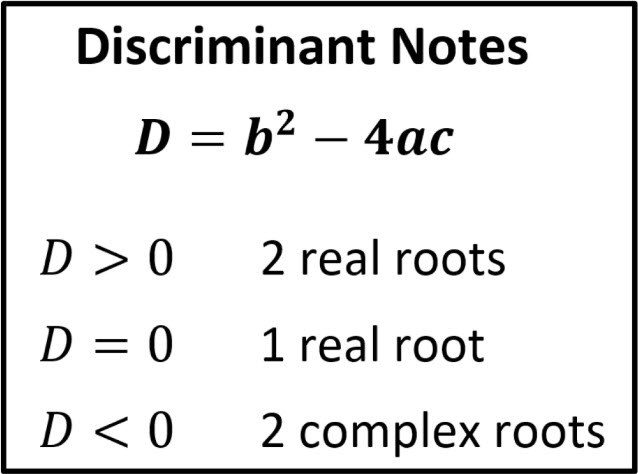 Discriminant Notes
D = b² − 4ac
D > 0 2 real roots
D = 0 1 real root
D < 0 2 complex roots